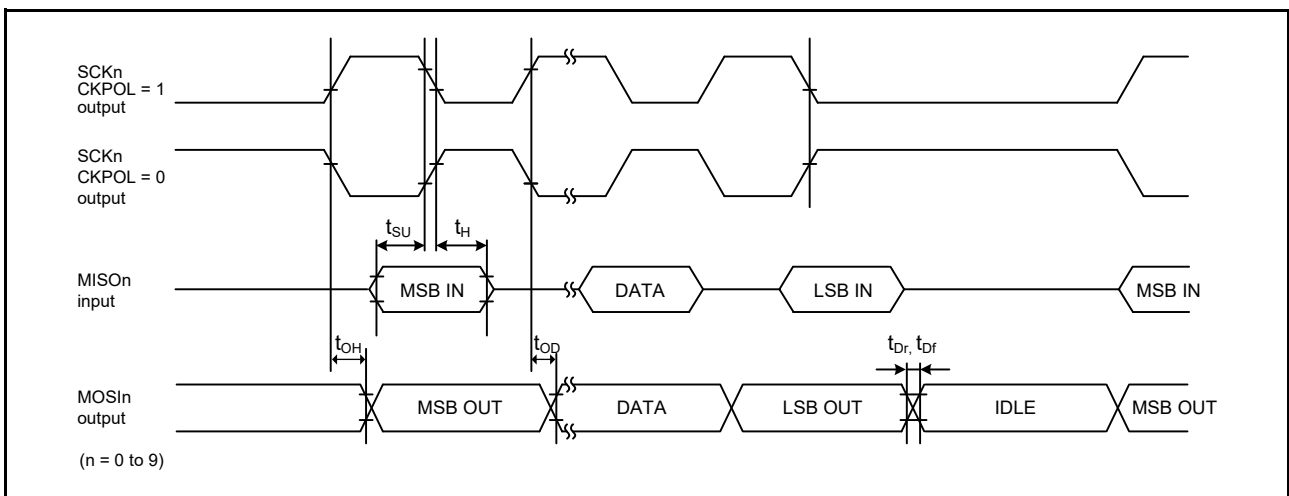 SCKn
CKPOL = 1
output
SCKn
CKPOL = 0
output
tSU
tH
MISOn
input
MSB IN
DATA
LSB IN
MSB IN
tOH
tOD
tDr, tDf
MOSIn
output
MSB OUT
DATA
LSB OUT
IDLE
MSB OUT
(n = 0 to 9)